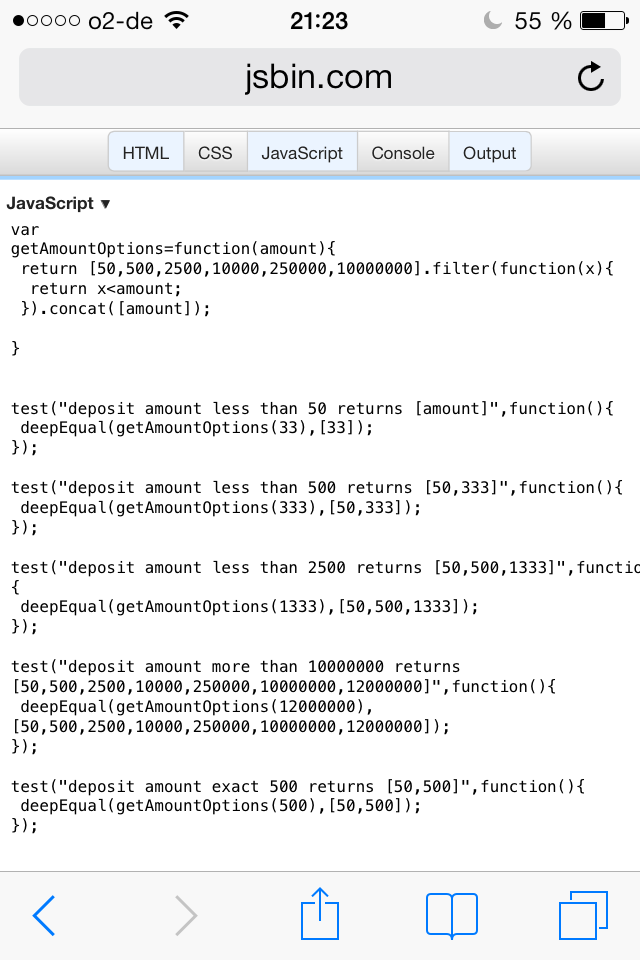 o2-de 21:23 55 %
jsbin.com
HTML CSS JavaScript Console Output
JavaScript ▼
var
getAmountOptions=function(amount){
 return [50,500,2500,10000,250000,10000000].filter(function(x){
  return x<amount;
 }).concat([amount]);
}
test("deposit amount less than 50 returns [amount]",function(){
 deepEqual(getAmountOptions(33),[33]);
});
test("deposit amount less than 500 returns [50,333]",function(){
 deepEqual(getAmountOptions(333),[50,333]);
});
test("deposit amount less than 2500 returns [50,500,1333]",functio
{
 deepEqual(getAmountOptions(1333),[50,500,1333]);
});
test("deposit amount more than 10000000 returns
[50,500,2500,10000,250000,10000000,12000000]",function(){
 deepEqual(getAmountOptions(12000000),
[50,500,2500,10000,250000,10000000,12000000]);
});
test("deposit amount exact 500 returns [50,500]",function(){
 deepEqual(getAmountOptions(500),[50,500]);
});